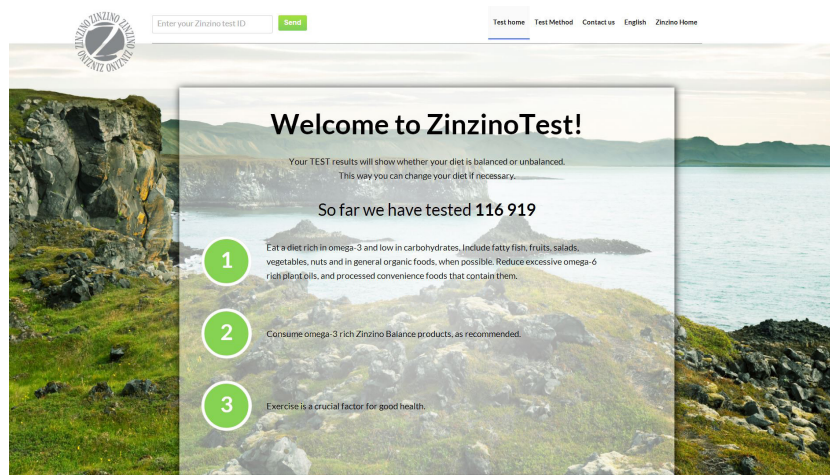 ZINZINO ZINZINO ZINZINO ZINZINO ZINZINO
Enter your Zinzino test ID
Send
Test home
Test Method
Contact us
English
Zinzino Home
Welcome to ZinzinoTest!
Your TEST results will show whether your diet is balanced or unbalanced.
This way you can change your diet if necessary.
So far we have tested 116 919
1
Eat a diet rich in omega-3 and low in carbohydrates. Include fatty fish, fruits, salads,
vegetables, nuts and in general organic foods, when possible. Reduce excessive omega-6
rich plant oils, and processed convenience foods that contain them.
2
Consume omega-3 rich Zinzino Balance products, as recommended.
3
Exercise is a crucial factor for good health.